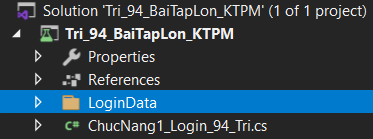 Solution 'Tri_94_BaiTapLon_KTPM' (1 of 1 project)
Tri_94_BaiTapLon_KTPM
Properties
References
LoginData
C# ChucNang1_Login_94_Tri.cs